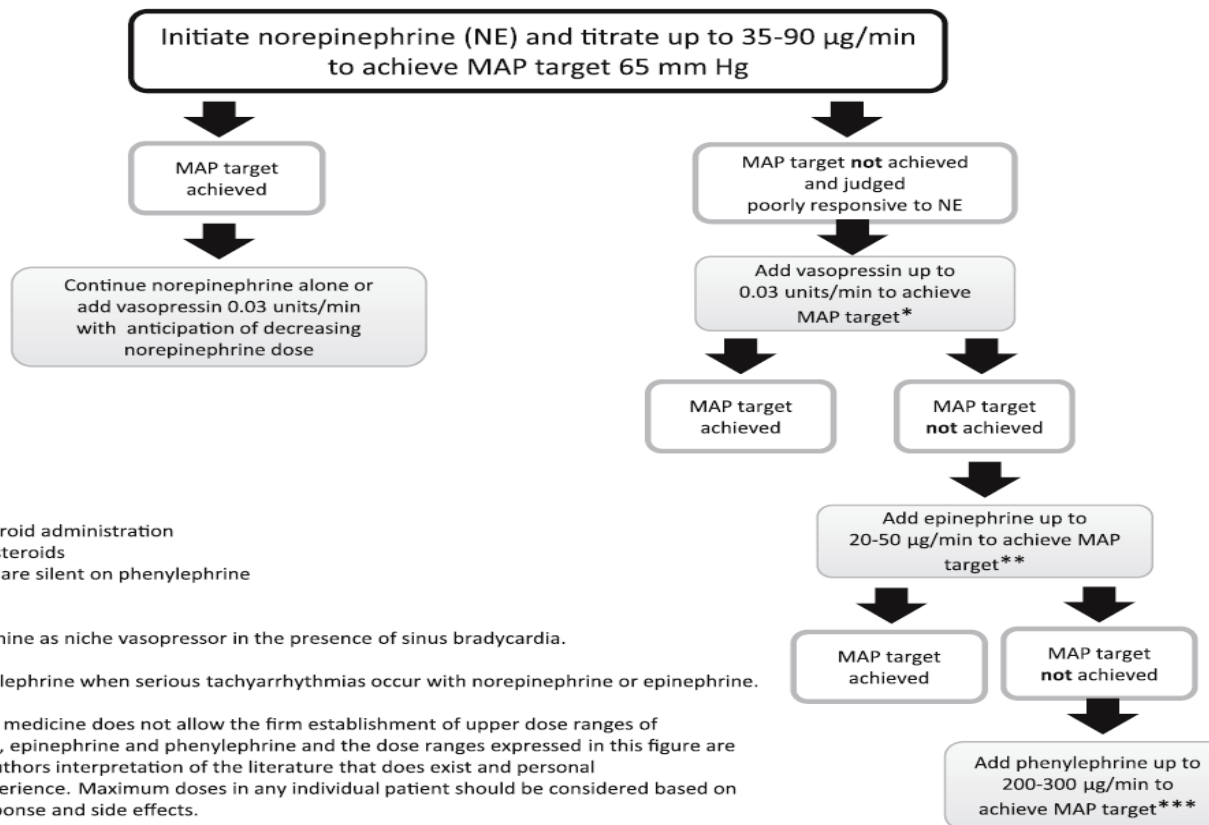 Initiate norepinephrine (NE) and titrate up to 35-90 µg/min
to achieve MAP target 65 mm Hg
MAP target
achieved
MAP target not achieved
and judged
poorly responsive to NE
Continue norepinephrine alone or
add vasopressin 0.03 units/min
with anticipation of decreasing
norepinephrine dose
Add vasopressin up to
0.03 units/min to achieve
MAP target*
MAP target
achieved
MAP target
not achieved
Add epinephrine up to
20-50 µg/min to achieve MAP
target**
MAP target
achieved
MAP target
not achieved
Add phenylephrine up to
200-300 µg/min to
achieve MAP target***
administration
are silent on phenylephrine
as niche vasopressor in the presence of sinus bradycardia.
when serious tachyarrhythmias occur with norepinephrine or epinephrine.
medicine does not allow the firm establishment of upper dose ranges of
, epinephrine and phenylephrine and the dose ranges expressed in this figure are
interpretation of the literature that does exist and personal
Maximum doses in any individual patient should be considered based on
and side effects.